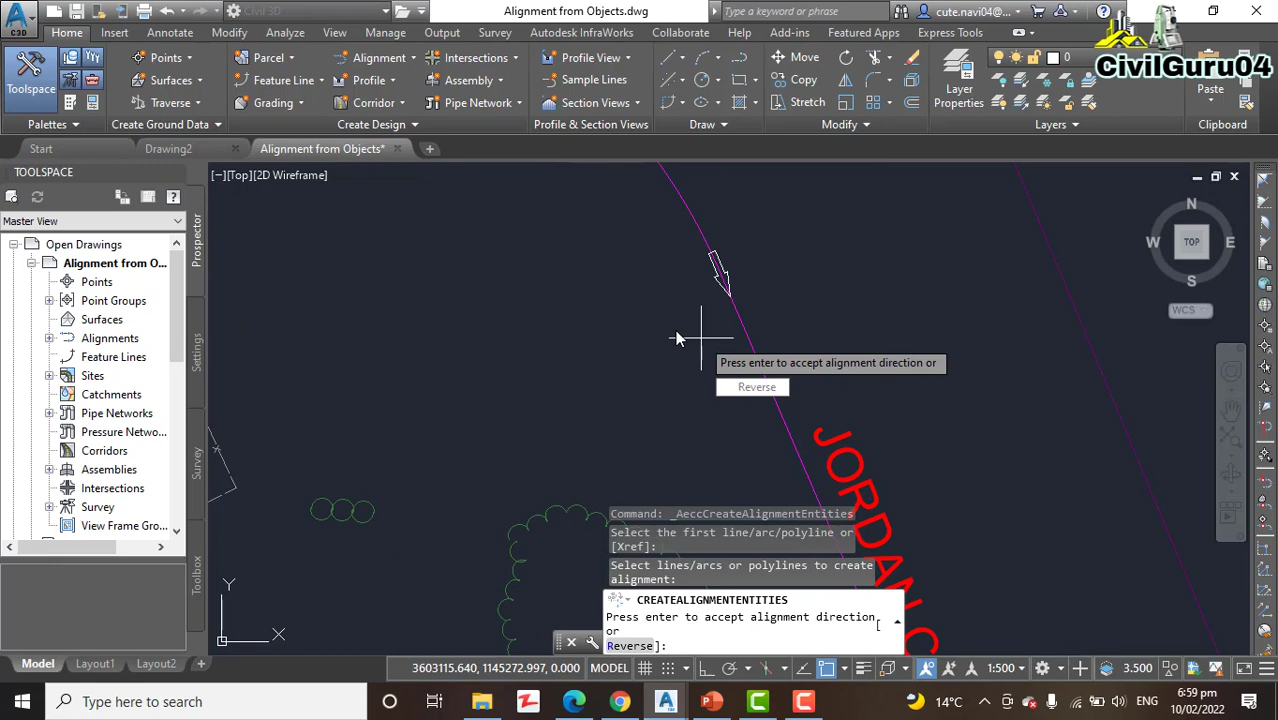 Civil 3D
Alignment from Objects.dwg
Type a keyword or phrase
cute.navi04@...
C3D
Home
Insert
Annotate
Modify
Analyze
View
Manage
Output
Survey
Autodesk InfraWorks
Collaborate
Help
Add-ins
Featured Apps
Express Tools
CivilGuru04
Toolspace
Points
Surfaces
Traverse
Parcel
Feature Line
Grading
Alignment
Profile
Corridor
Intersections
Assembly
Pipe Network
Profile View
Sample Lines
Section Views
Move
Copy
Stretch
Layer
Properties
0
Paste
Palettes
Create Ground Data
Create Design
Profile & Section Views
Draw
Modify
Layers
Clipboard
Start
Drawing2
Alignment from Objects*
TOOLSPACE
Master View
Open Drawings
Alignment from O...
Points
Point Groups
Surfaces
Alignments
Feature Lines
Sites
Catchments
Pipe Networks
Pressure Netwo...
Corridors
Assemblies
Intersections
Survey
View Frame Gro...
Prospector
Settings
Survey
Toolbox
[−][Top][2D Wireframe]
N
W
TOP
E
S
WCS
Press enter to accept alignment direction or
Reverse
JORDAN C
Command: _AeccCreateAlignmentEntities
Select the first line/arc/polyline or
[Xref]:
Select lines/arcs or polylines to create
alignment:
CREATEALIGNMENTENTITIES
Press enter to accept alignment direction [
or
Reverse]:
Y
X
Model
Layout1
Layout2
3603115.640, 1145272.997, 0.000
MODEL
1:500
3.500
Type here to search
14°C
ENG
6:59 pm
10/02/2022